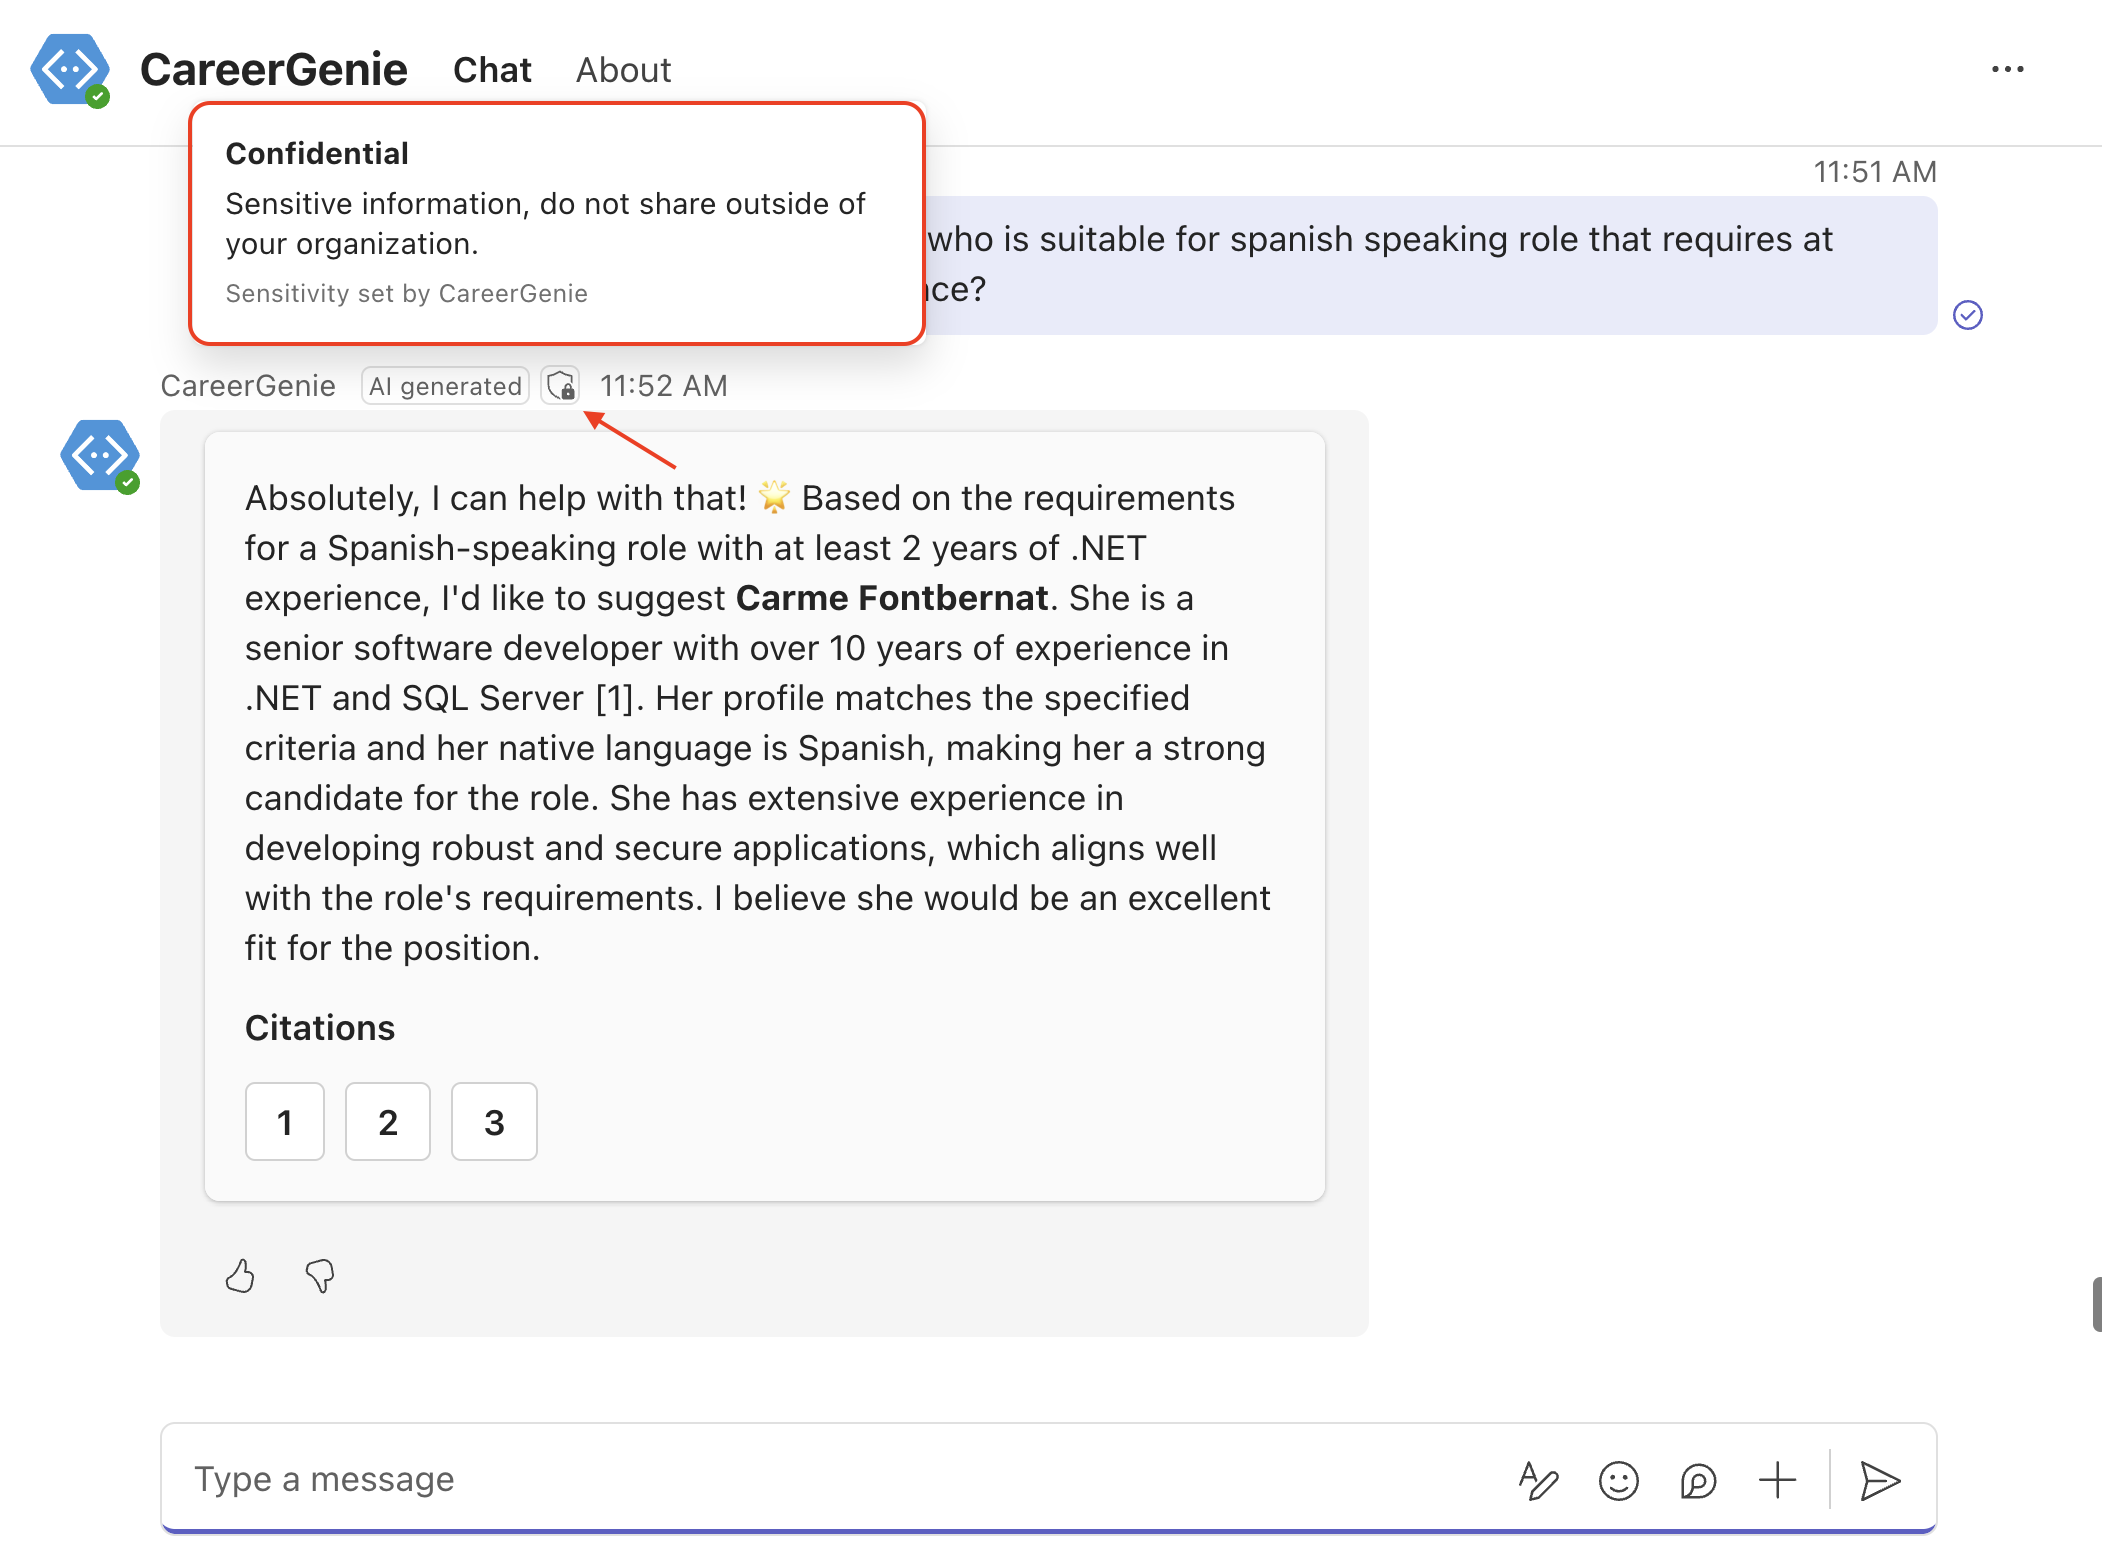 CareerGenie Chat About
Confidential
Sensitive information, do not share outside of
your organization.
Sensitivity set by CareerGenie
11:51 AM
who is suitable for spanish speaking role that requires at
CareerGenie AI generated 11:52 AM
Absolutely, I can help with that! 🌟 Based on the requirements
for a Spanish-speaking role with at least 2 years of .NET
experience, I'd like to suggest Carme Fontbernat. She is a
senior software developer with over 10 years of experience in
.NET and SQL Server [1]. Her profile matches the specified
criteria and her native language is Spanish, making her a strong
candidate for the role. She has extensive experience in
developing robust and secure applications, which aligns well
with the role's requirements. I believe she would be an excellent
fit for the position.
Citations
1 2 3
Type a message